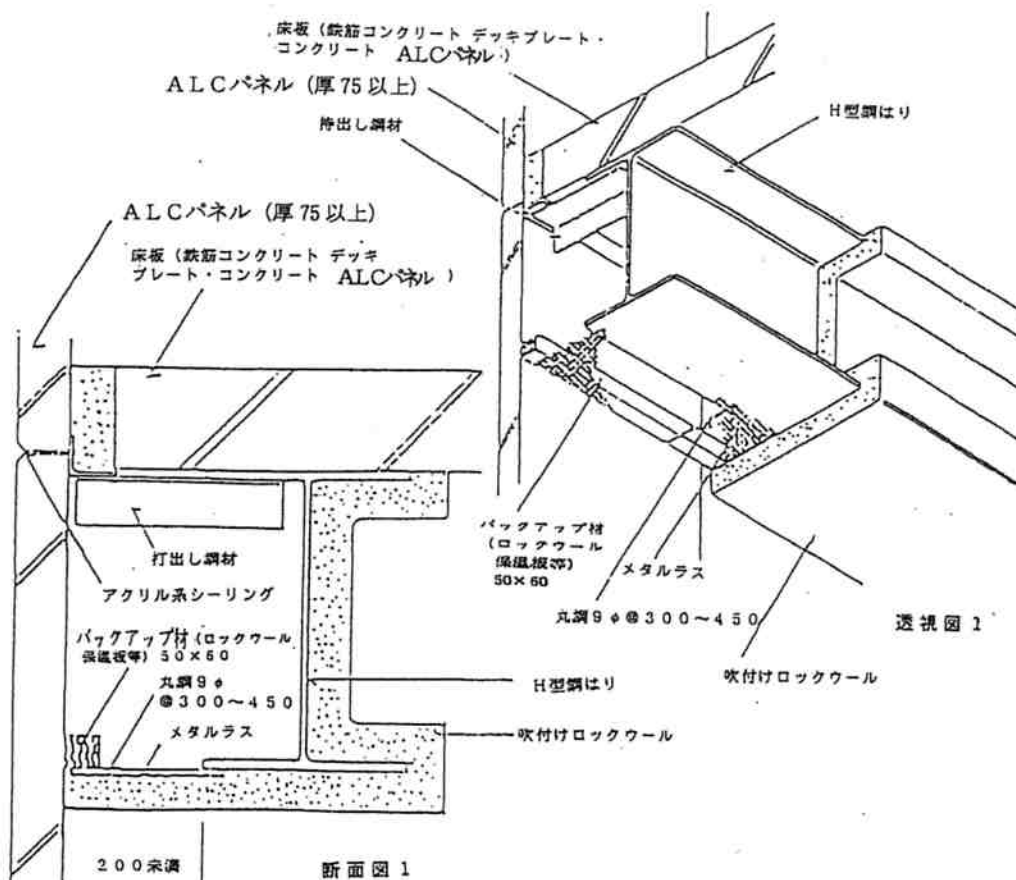 床板(鉄筋コンクリート デッキプレート・
コンクリート ALCパネル)
ALCパネル (厚75以上)
持出し鋼材
H型鋼はり
ALCパネル (厚75以上)
床板(鉄筋コンクリート デッキ
プレート・コンクリート ALCパネル)
打出し鋼材
アクリル系シーリング
バックアップ材(ロックウール
保温板等) 50×60
丸鋼9φ
@300~450
メタルラス
H型鋼はり
吹付けロックウール
200未満
断面図1
バックアップ材
(ロックウール
保温板等)
50×60
メタルラス
丸鋼9φ@300~450
吹付けロックウール
透視図1